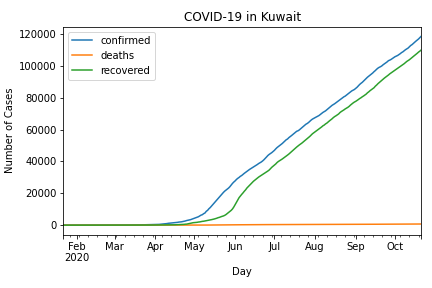 COVID-19 in Kuwait
confirmed
deaths
recovered
Number of Cases
120000
100000
80000
60000
40000
20000
0
Feb
2020
Mar
Apr
May
Jun
Jul
Aug
Sep
Oct
Day